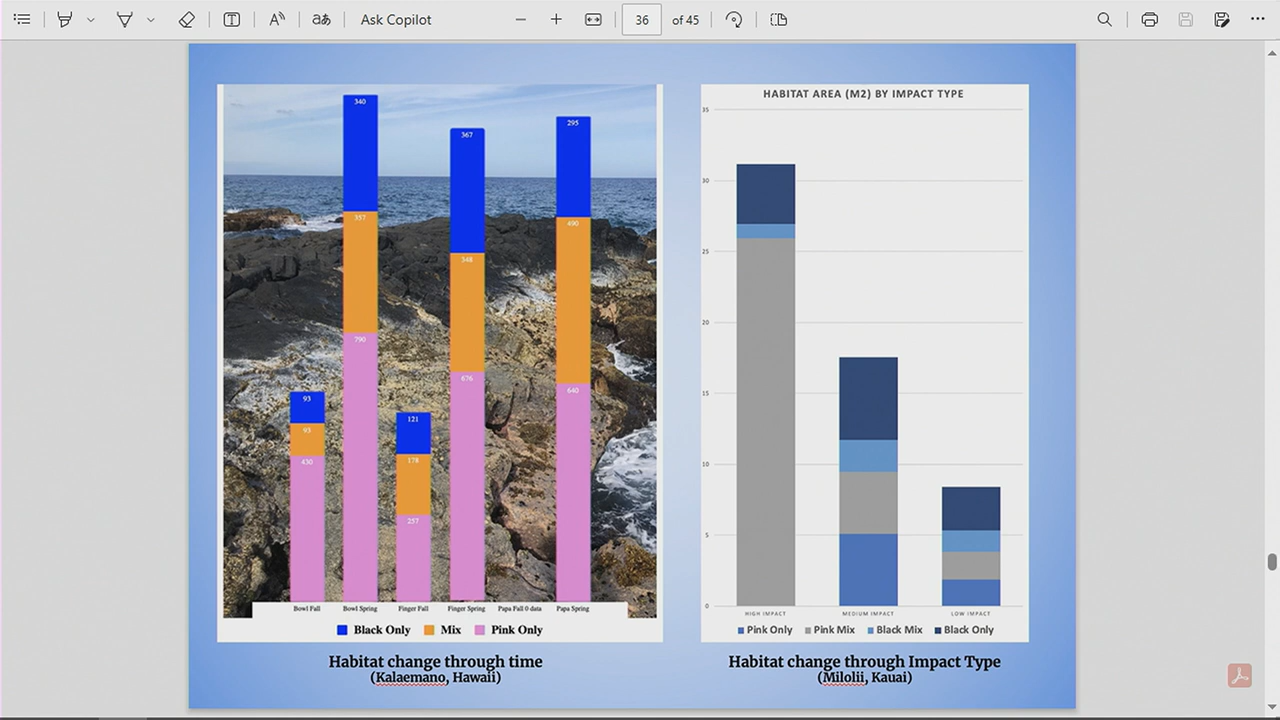 Ask Copilot
36 of 45
340
367
295
357
348
490
790
676
640
93
93
430
121
178
257
Bowl Fall Bowl Spring Finger Fall Finger Spring Papa Fall 0 data Papa Spring
Black Only Mix Pink Only
Habitat change through time
(Kalaemano, Hawaii)
HABITAT AREA (M2) BY IMPACT TYPE
35
30
25
20
15
10
5
0
HIGH IMPACT MEDIUM IMPACT LOW IMPACT
Pink Only Pink Mix Black Mix Black Only
Habitat change through Impact Type
(Milolii, Kauai)